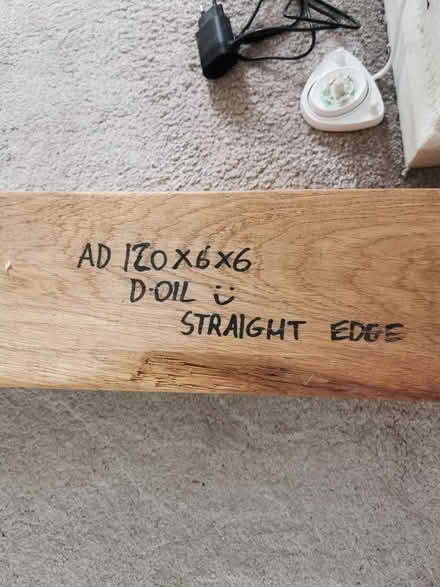 AD 120X6X6
D·OIL Ü
STRAIGHT EDGE